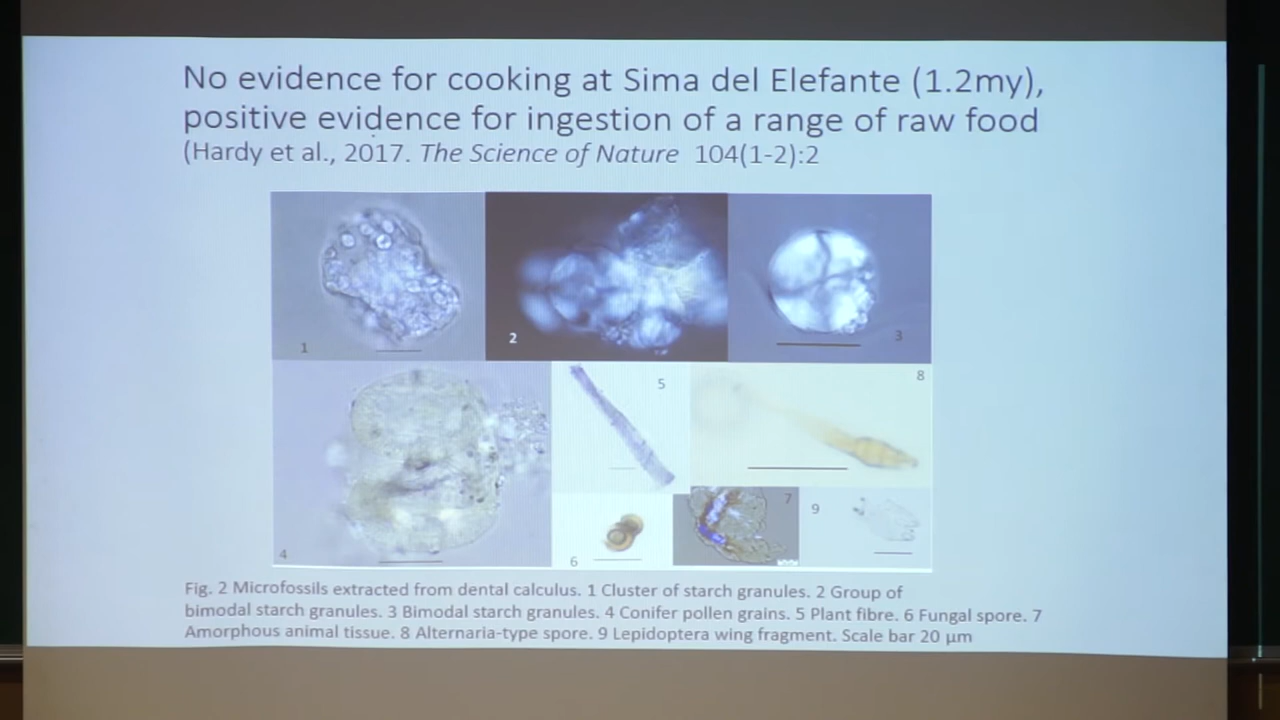 No evidence for cooking at Sima del Elefante (1.2my),
positive evidence for ingestion of a range of raw food
(Hardy et al., 2017. The Science of Nature 104(1-2):2
1
2
3
4
5
8
6
7
9
Fig. 2 Microfossils extracted from dental calculus. 1 Cluster of starch granules. 2 Group of
bimodal starch granules. 3 Bimodal starch granules. 4 Conifer pollen grains. 5 Plant fibre. 6 Fungal spore. 7
Amorphous animal tissue. 8 Alternaria-type spore. 9 Lepidoptera wing fragment. Scale bar 20 μm